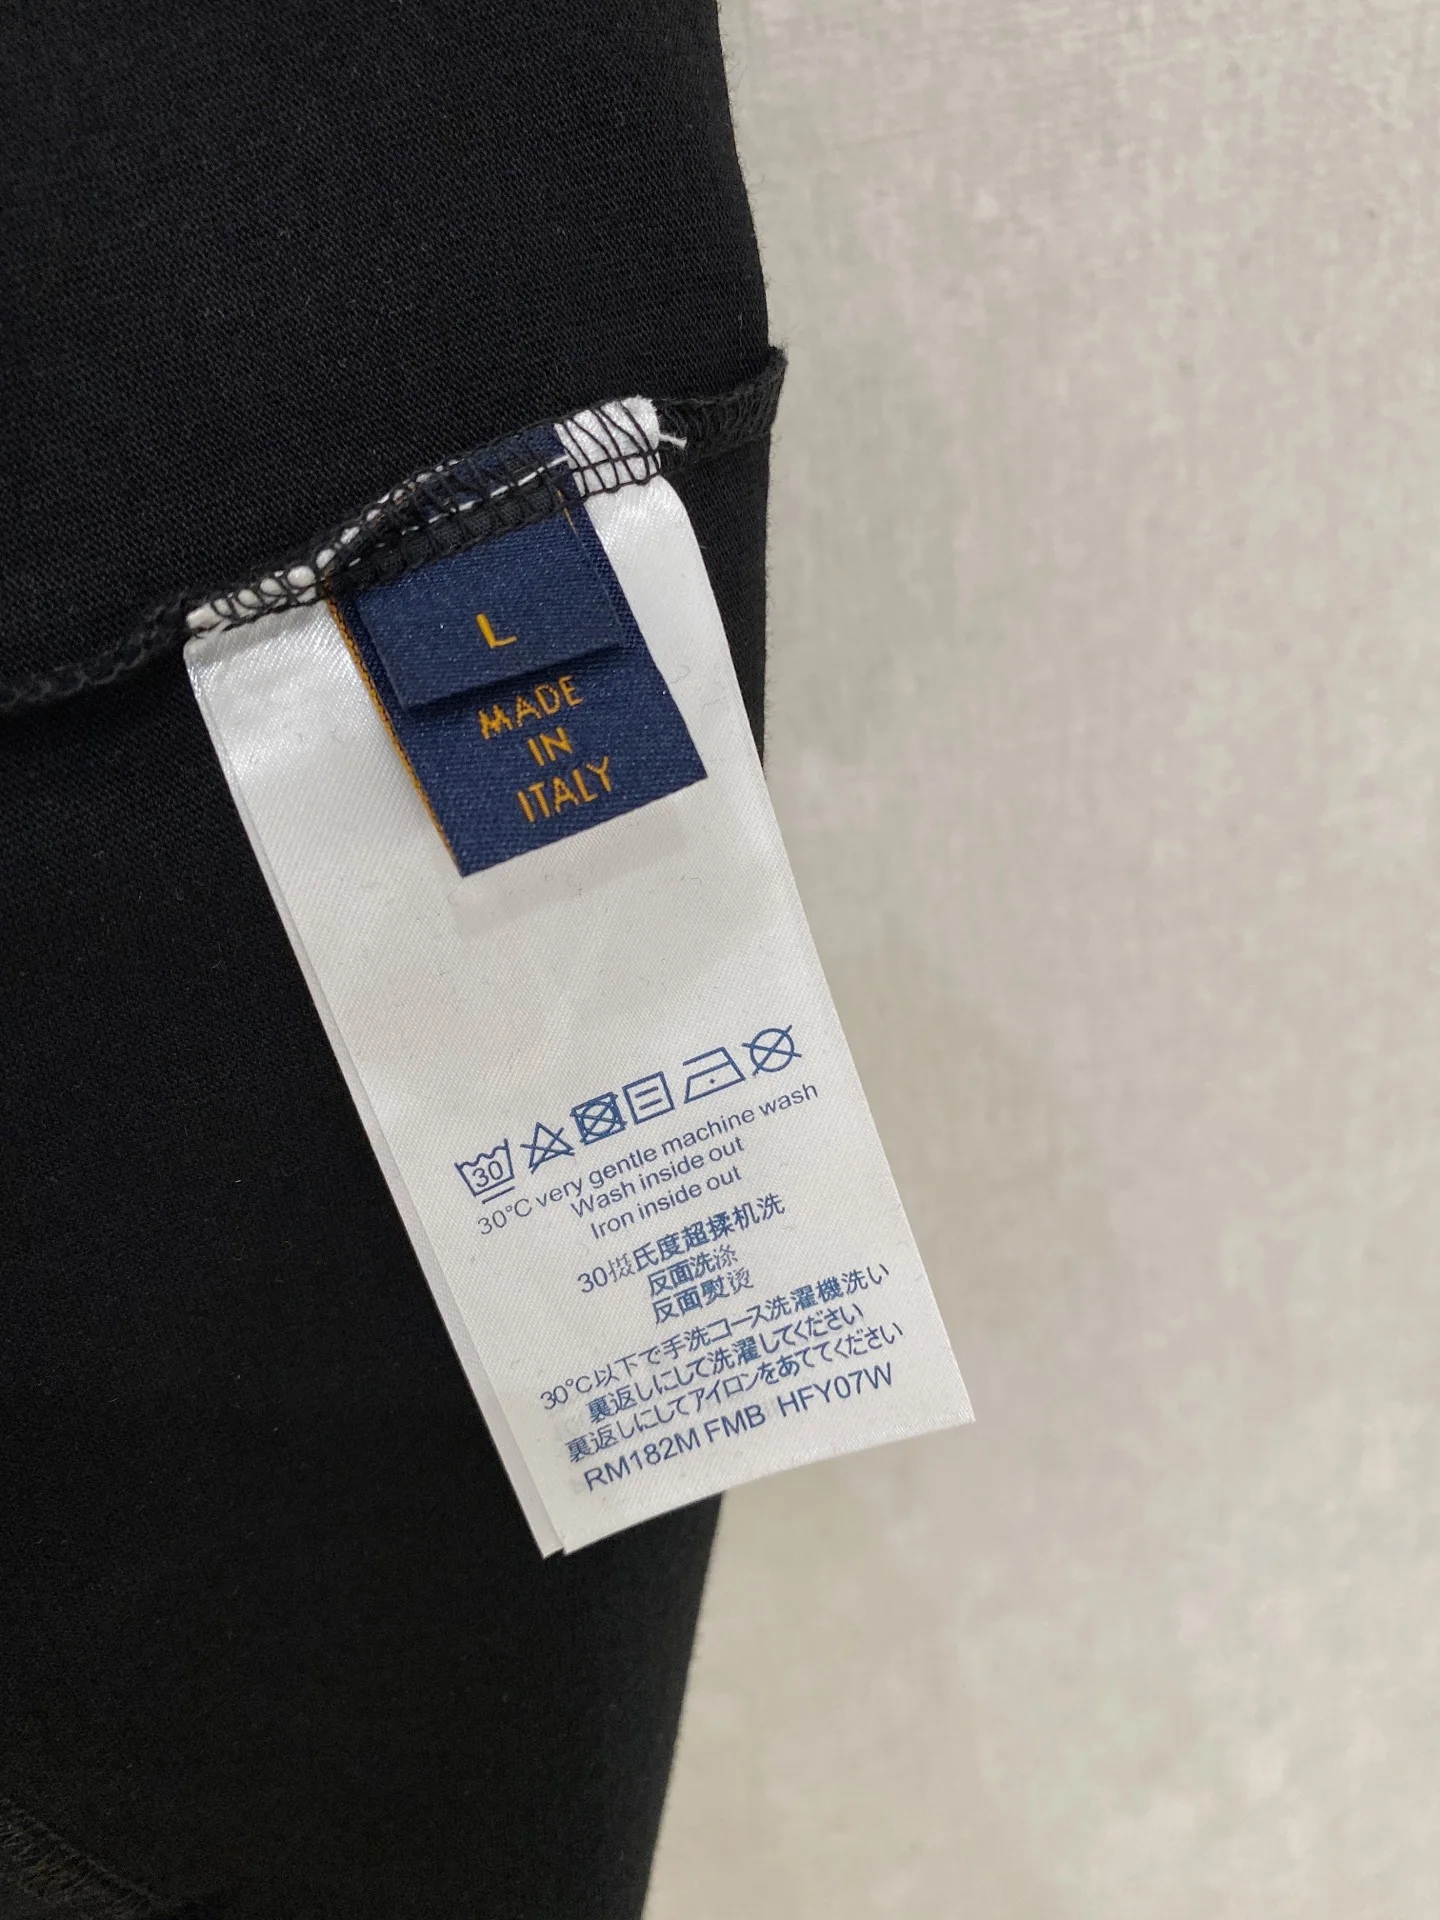 L
MADE
IN
ITALY
30
30°C very gentle machine wash
Wash inside out
Iron inside out
30摄氏度超揉机洗
反面洗涤
反面熨烫
30°C以下で手洗コース洗濯機洗い
裏返しにして洗濯してください
裏返しにしてアイロンをあててください
RM182M FMB HFY07W